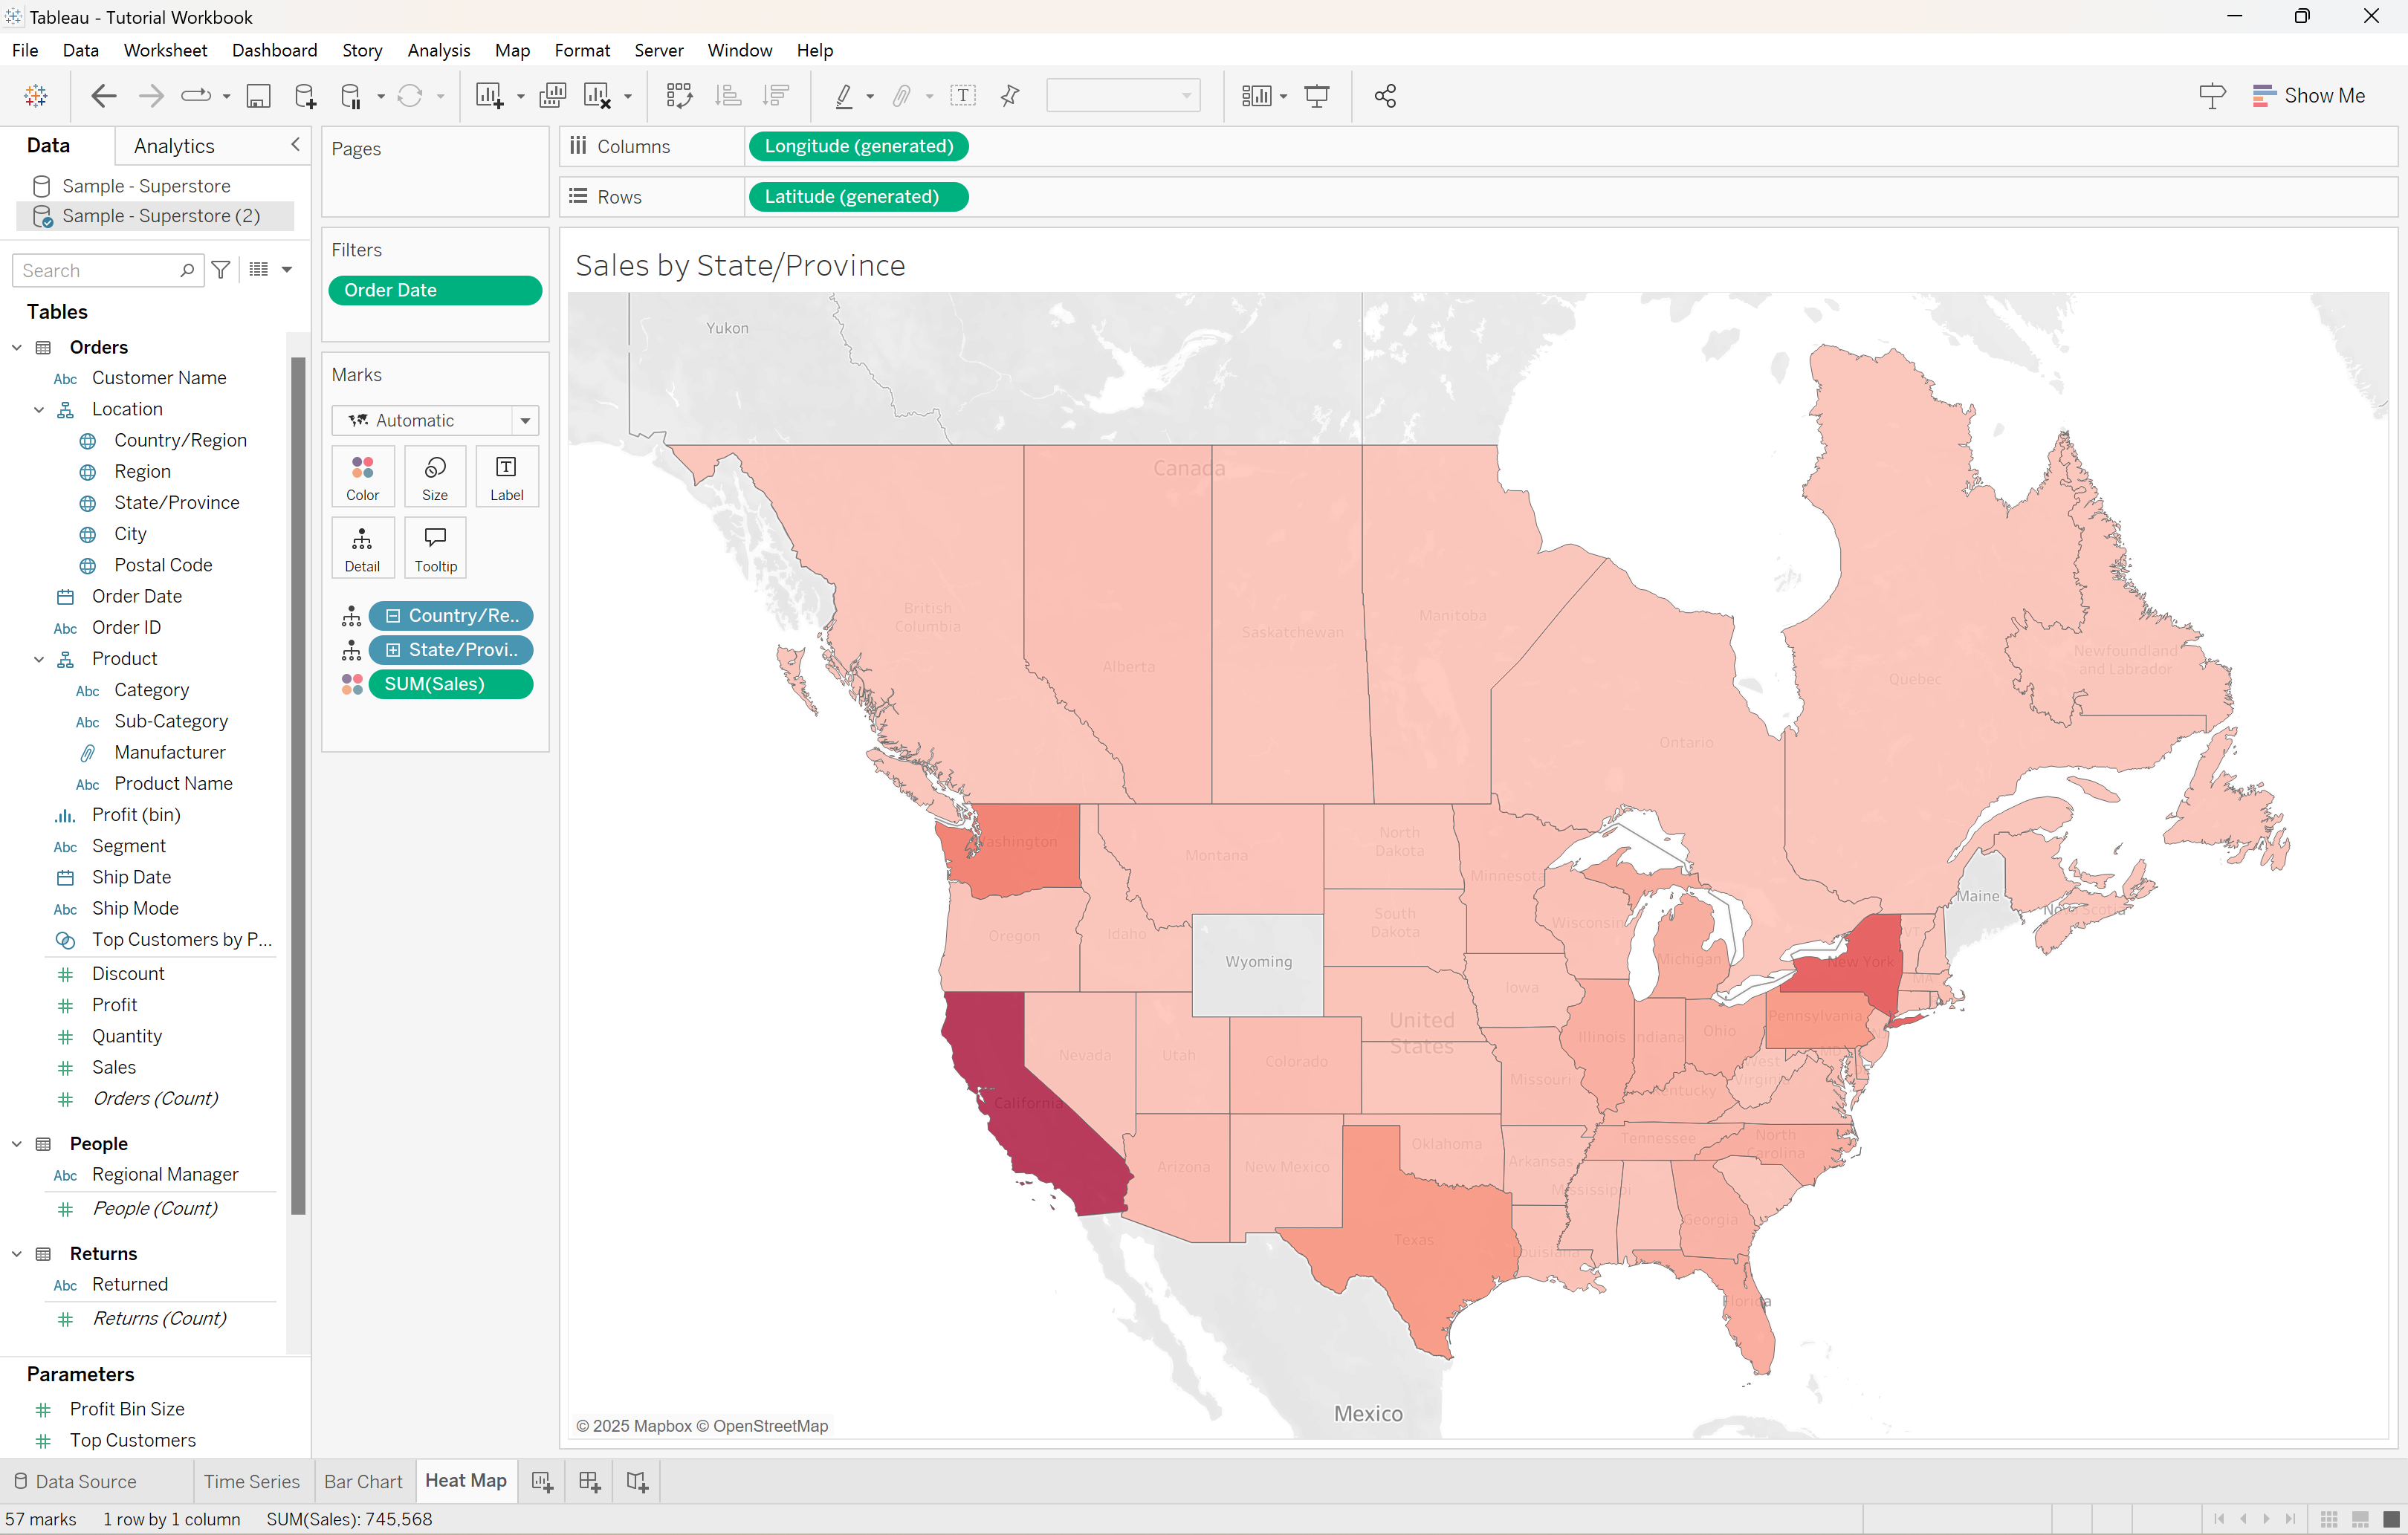 Tableau - Tutorial Workbook
File Data Worksheet Dashboard Story Analysis Map Format Server Window Help
Show Me
Data Analytics
Sample - Superstore
Sample - Superstore (2)
Search
Tables
Orders
Abc Customer Name
Location
Country/Region
Region
State/Province
City
Postal Code
Order Date
Abc Order ID
Product
Abc Category
Abc Sub-Category
Manufacturer
Abc Product Name
Profit (bin)
Abc Segment
Ship Date
Abc Ship Mode
Top Customers by P...
# Discount
# Profit
# Quantity
# Sales
# Orders (Count)
People
Abc Regional Manager
# People (Count)
Returns
Abc Returned
# Returns (Count)
Parameters
# Profit Bin Size
# Top Customers
Pages
Filters
Order Date
Marks
Automatic
Color Size Label
Detail Tooltip
Country/Re..
State/Provi..
SUM(Sales)
Columns Longitude (generated)
Rows Latitude (generated)
Sales by State/Province
Yukon
Canada
British
Columbia
Alberta
Saskatchewan
Manitoba
Ontario
Quebec
Newfoundland
and Labrador
Washington
Montana
North
Dakota
Minnesota
Maine
Nova Scotia
Oregon
Idaho
Wyoming
South
Dakota
Wisconsin
Michigan
New York
VT
MA
Iowa
Pennsylvania
Nevada
Utah
Colorado
United
States
Illinois
Indiana
Ohio
West
Virginia
MD
NJ
California
Missouri
Kentucky
Arizona
New Mexico
Oklahoma
Arkansas
Tennessee
North
Carolina
Mississippi
Georgia
Texas
Louisiana
Florida
Mexico
© 2025 Mapbox © OpenStreetMap
Data Source Time Series Bar Chart Heat Map
57 marks 1 row by 1 column SUM(Sales): 745,568